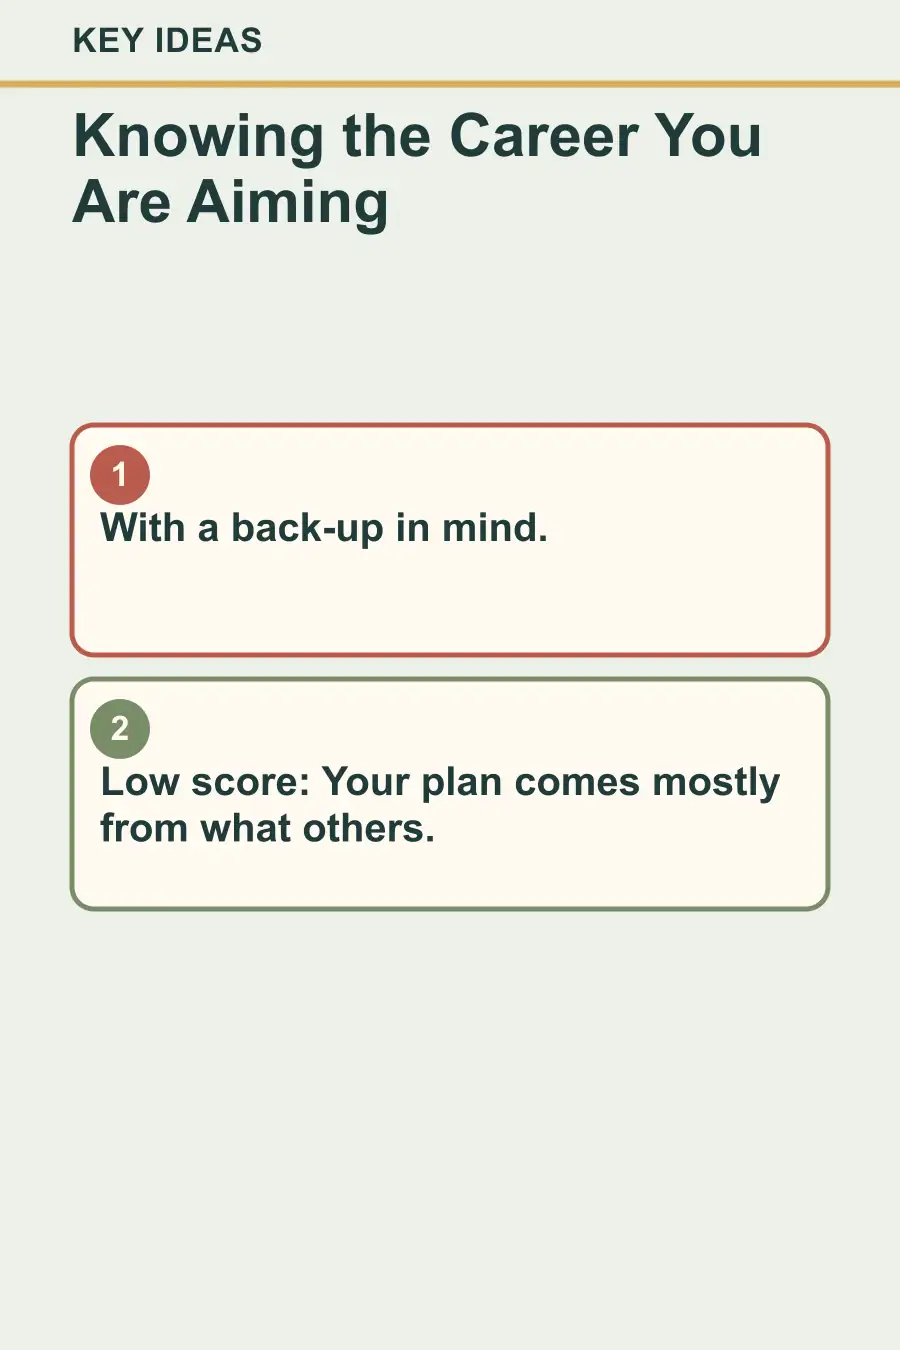 KEY IDEAS
Knowing the Career You
Are Aiming
1
With a back-up in mind.
2
Low score: Your plan comes mostly
from what others.